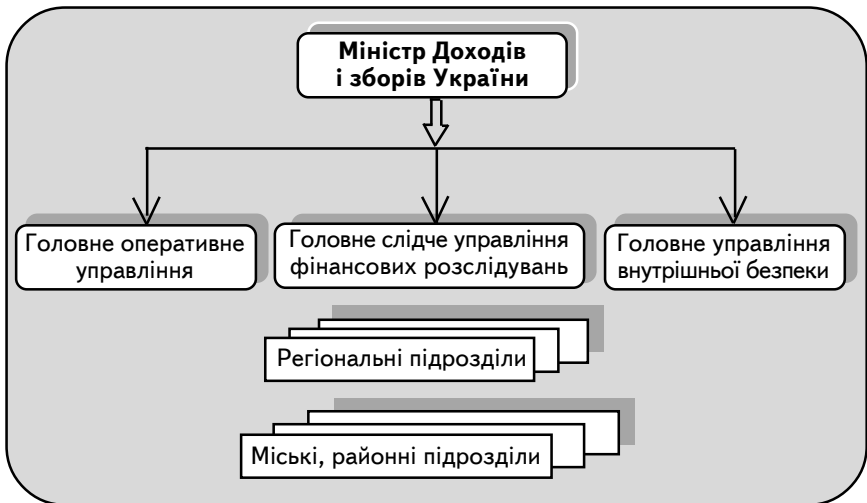 Міністр Доходів
і зборів України
Головне оперативне
управління
Головне слідче управління
фінансових розслідувань
Головне управління
внутрішньої безпеки
Регіональні підрозділи
Міські, районні підрозділи